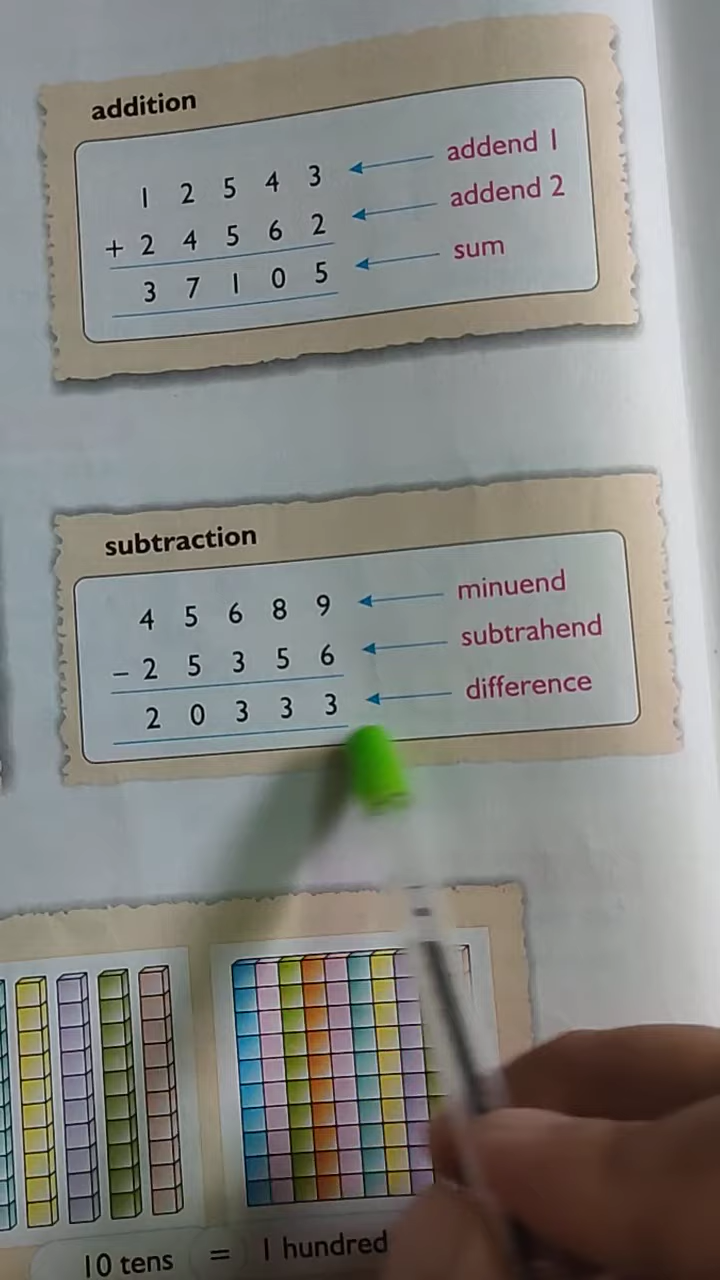 addition
1 2 5 4 3 addend 1
+ 2 4 5 6 2 addend 2
3 7 1 0 5 sum
subtraction
4 5 6 8 9 minuend
− 2 5 3 5 6 subtrahend
2 0 3 3 3 difference
10 tens = 1 hundred